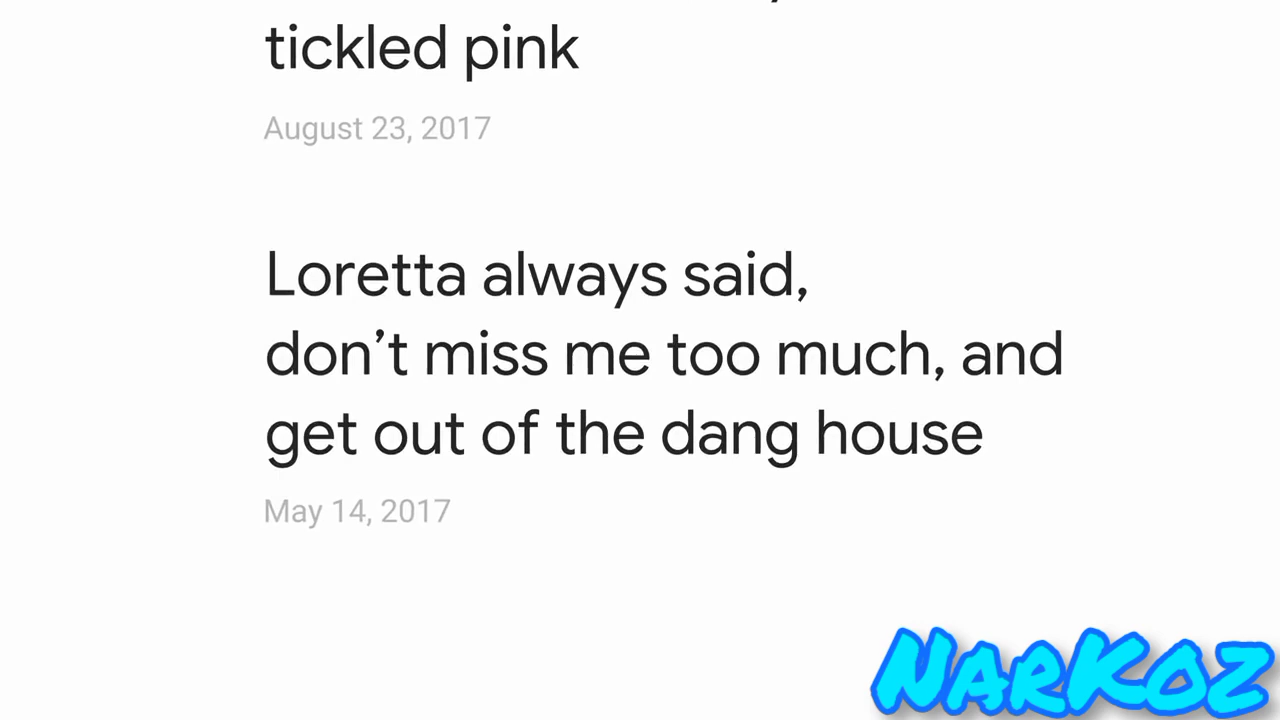 tickled pink
August 23, 2017
Loretta always said,
don’t miss me too much, and
get out of the dang house
May 14, 2017
NARKOZ